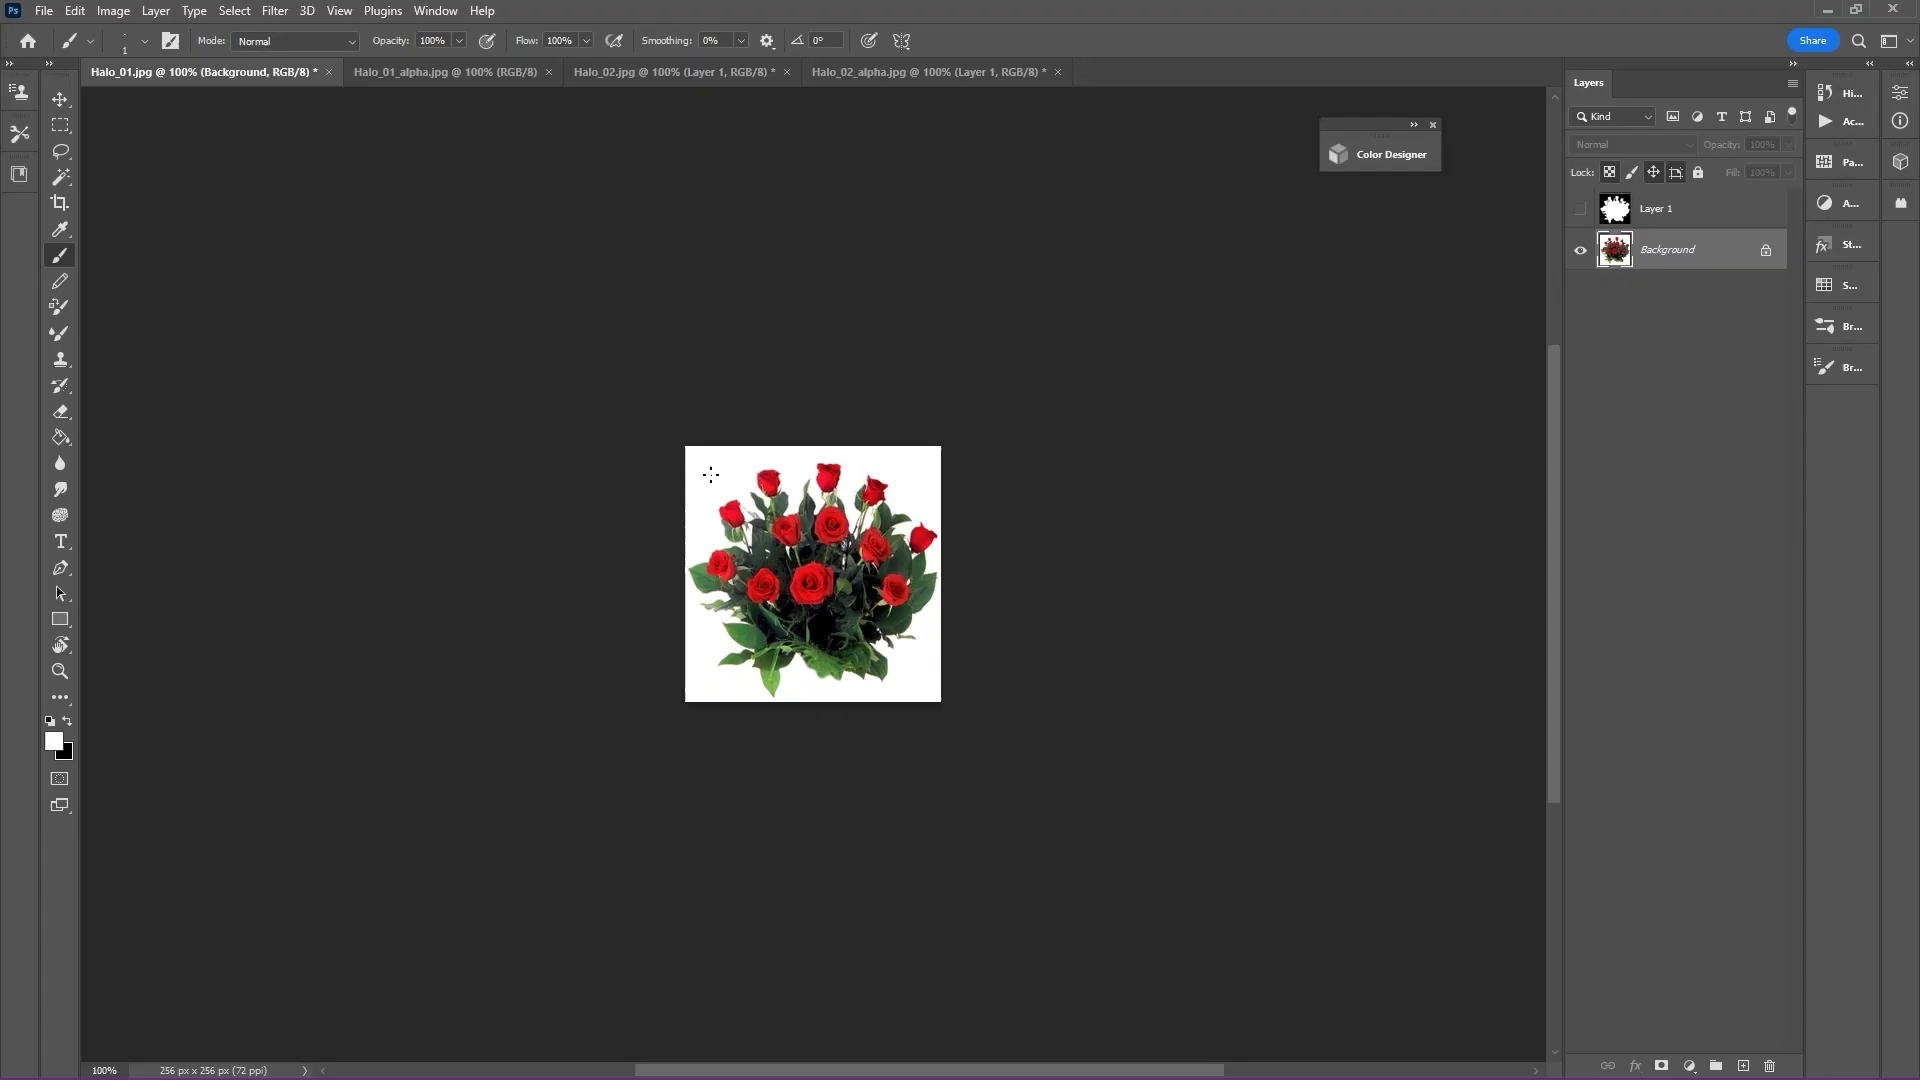 Ps File Edit Image Layer Type Select Filter 3D View Plugins Window Help
1 Mode: Normal Opacity: 100% Flow: 100% Smoothing: 0% 0° Share
Halo_01.jpg @ 100% (Background, RGB/8) * Halo_01_alpha.jpg @ 100% (RGB/8) Halo_02.jpg @ 100% (Layer 1, RGB/8) * Halo_02_alpha.jpg @ 100% (Layer 1, RGB/8) *
Layers
Hi...
Kind
Ac...
Normal Opacity: 100%
Color Designer
Pa...
Lock: Fill: 100%
Layer 1
A...
Background
St...
S...
Br...
Br...
100% 256 px x 256 px (72 ppi)